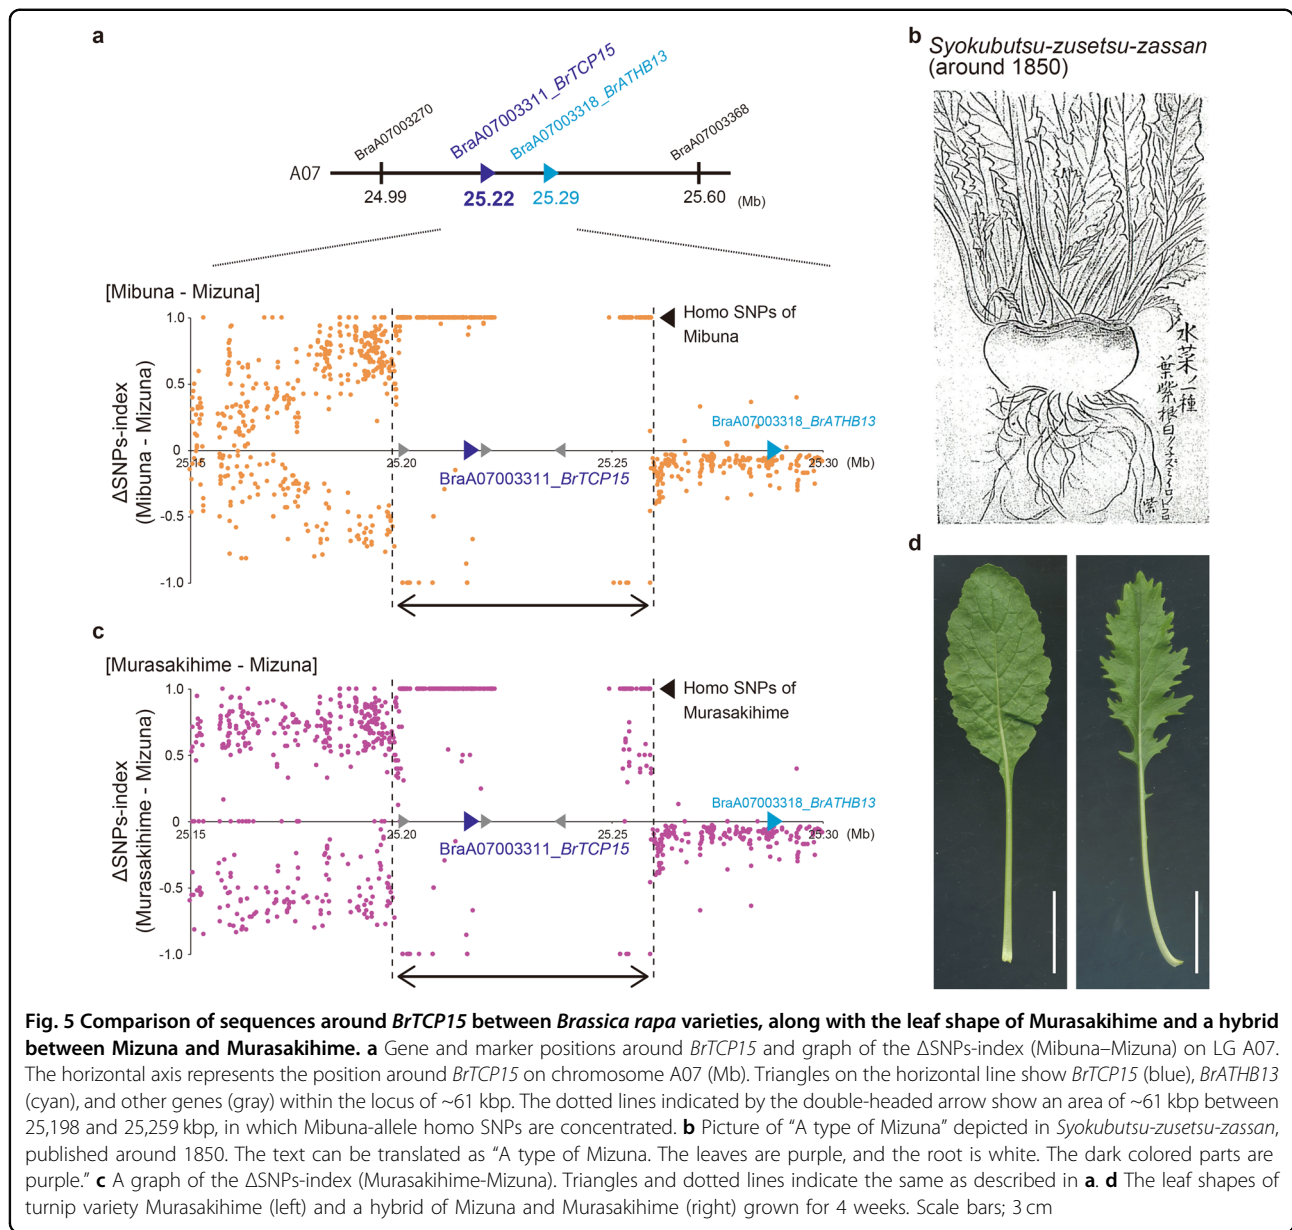 a
BraA07003270
BraA07003311_BrTCP15
BraA07003318_BrATHB13
BraA07003368
A07
24.99
25.22
25.29
25.60
(Mb)
[Mibuna - Mizuna]
ΔSNPs-index
(Mibuna - Mizuna)
1.0
0.5
0
-0.5
-1.0
Homo SNPs of
Mibuna
BraA07003318_BrATHB13
25.15
25.20
25.25
25.30
(Mb)
BraA07003311_BrTCP15
b
Syokubutsu-zusetsu-zassan
(around 1850)
水菜ノ一種
葉紫根白
紫
c
[Murasakihime - Mizuna]
ΔSNPs-index
(Murasakihime - Mizuna)
1.0
0.5
0
-0.5
-1.0
Homo SNPs of
Murasakihime
BraA07003318_BrATHB13
25.15
25.20
25.25
25.30
(Mb)
BraA07003311_BrTCP15
d
Fig. 5 Comparison of sequences around BrTCP15 between Brassica rapa varieties, along with the leaf shape of Murasakihime and a hybrid
between Mizuna and Murasakihime. a Gene and marker positions around BrTCP15 and graph of the ΔSNPs-index (Mibuna–Mizuna) on LG A07.
The horizontal axis represents the position around BrTCP15 on chromosome A07 (Mb). Triangles on the horizontal line show BrTCP15 (blue), BrATHB13
(cyan), and other genes (gray) within the locus of ~61 kbp. The dotted lines indicated by the double-headed arrow show an area of ~61 kbp between
25,198 and 25,259 kbp, in which Mibuna-allele homo SNPs are concentrated. b Picture of “A type of Mizuna” depicted in Syokubutsu-zusetsu-zassan,
published around 1850. The text can be translated as “A type of Mizuna. The leaves are purple, and the root is white. The dark colored parts are
purple.” c A graph of the ΔSNPs-index (Murasakihime-Mizuna). Triangles and dotted lines indicate the same as described in a. d The leaf shapes of
turnip variety Murasakihime (left) and a hybrid of Mizuna and Murasakihime (right) grown for 4 weeks. Scale bars; 3 cm